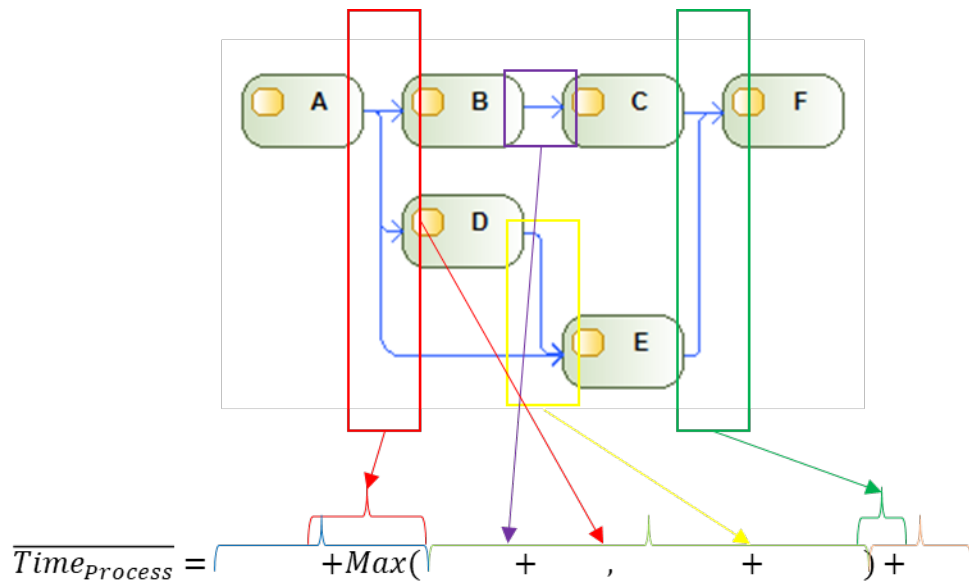 A B C F
D
E
Time_Process = +Max( + , + ) +